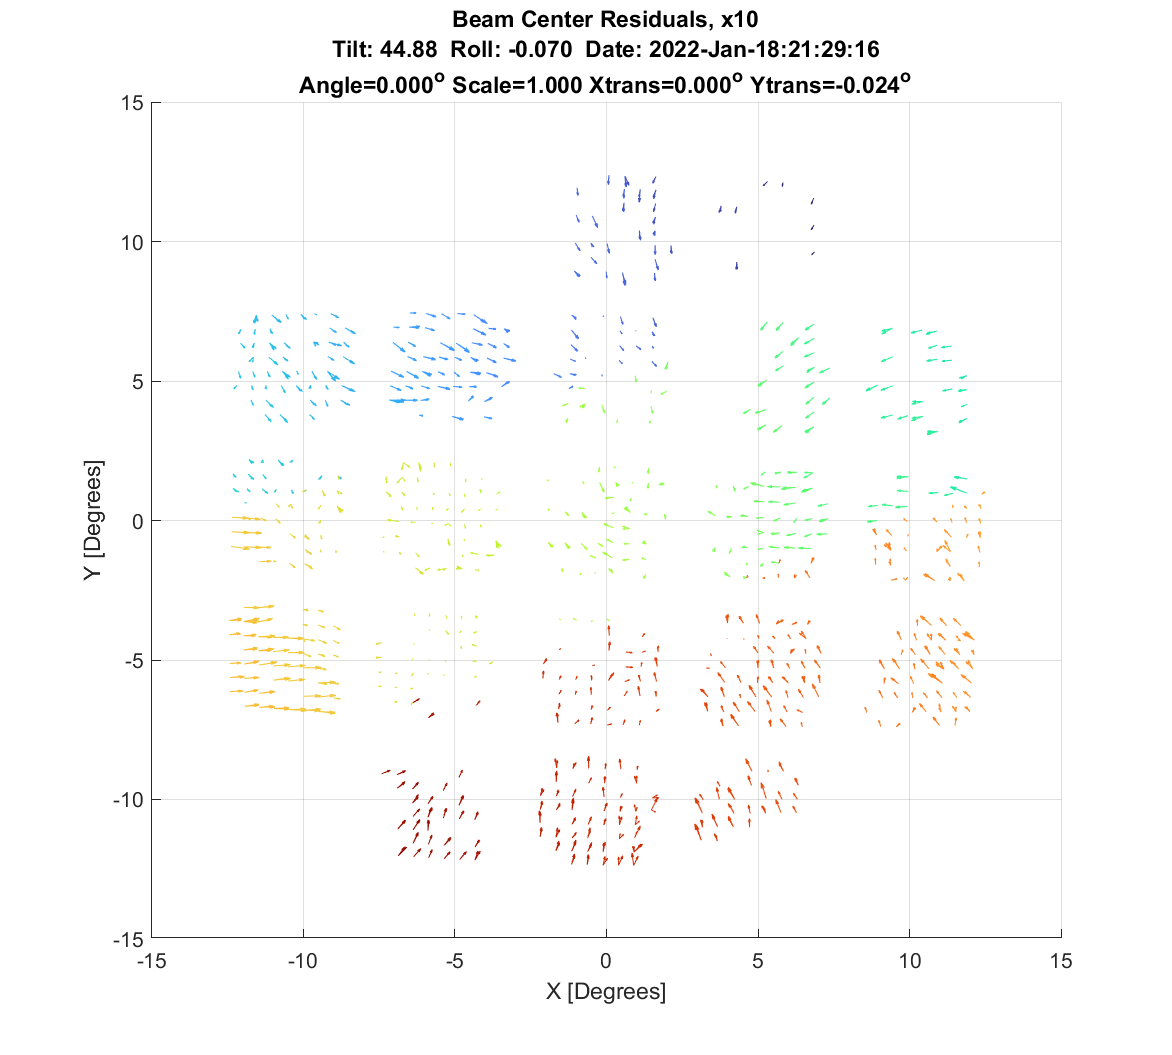 Beam Center Residuals, x10
Tilt: 44.88 Roll: -0.070 Date: 2022-Jan-18:21:29:16
Angle=0.000° Scale=1.000 Xtrans=0.000° Ytrans=-0.024°
15
10
5
0
-5
-10
-15
Y [Degrees]
-15 -10 -5 0 5 10 15
X [Degrees]